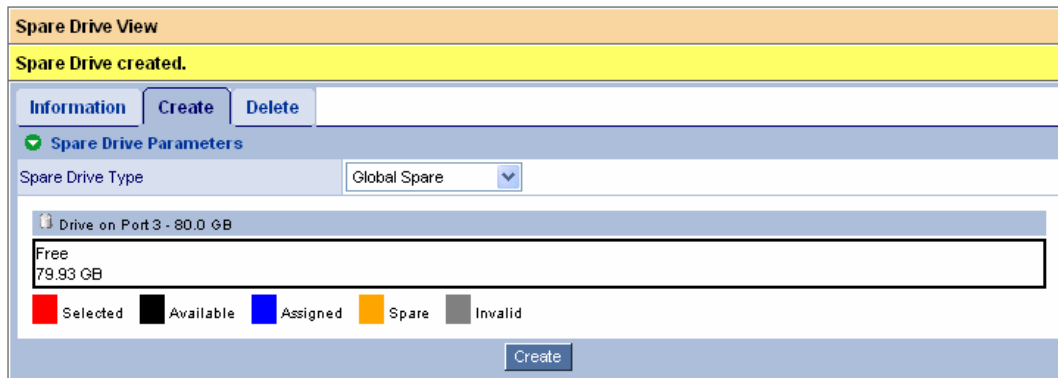 Spare Drive View
Spare Drive created.
Information Create Delete
Spare Drive Parameters
Spare Drive Type Global Spare
Drive on Port 3 - 80.0 GB
Free
79.93 GB
Selected Available Assigned Spare Invalid
Create